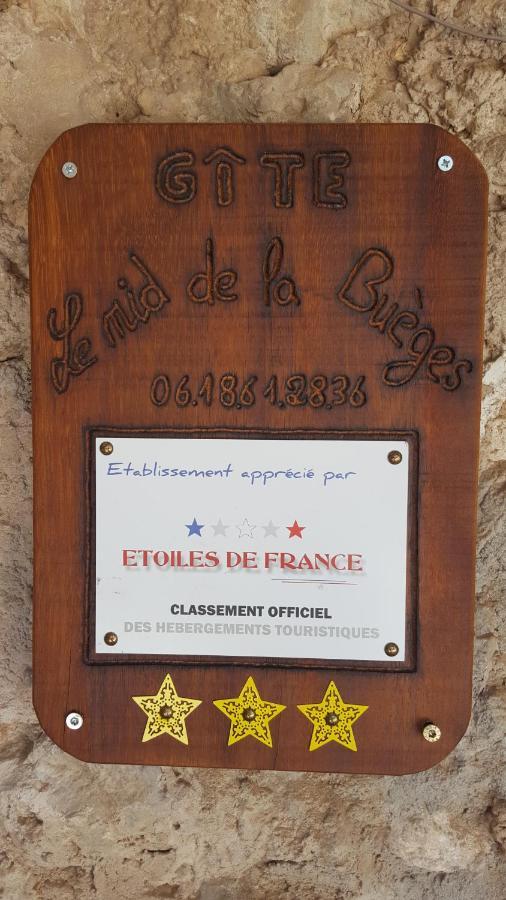 GÎTE
Le mid de la Buèges
06.18.61.28.36
Etablissement apprécié par
ETOILES DE FRANCE
CLASSEMENT OFFICIEL
DES HEBERGEMENTS TOURISTIQUES